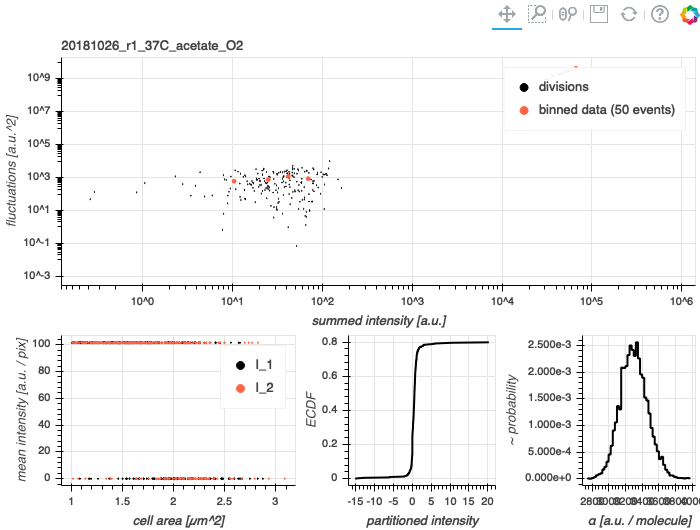 20181026_r1_37C_acetate_O2
10^9
10^7
10^5
10^3
10^1
10^-1
10^-3
fluctuations [a.u.^2]
divisions
binned data (50 events)
10^0
10^1
10^2
10^3
10^4
10^5
10^6
summed intensity [a.u.]
100
80
60
40
20
0
mean intensity [a.u. / pix]
I_1
I_2
1
1.5
2
2.5
3
cell area [µm^2]
0.8
0.6
0.4
0.2
0
ECDF
-15
-10
-5
0
5
10
15
20
partitioned intensity
2.500e-3
2.000e-3
1.500e-3
1.000e-3
5.000e-4
0.000e+0
~ probability
α [a.u. / molecule]